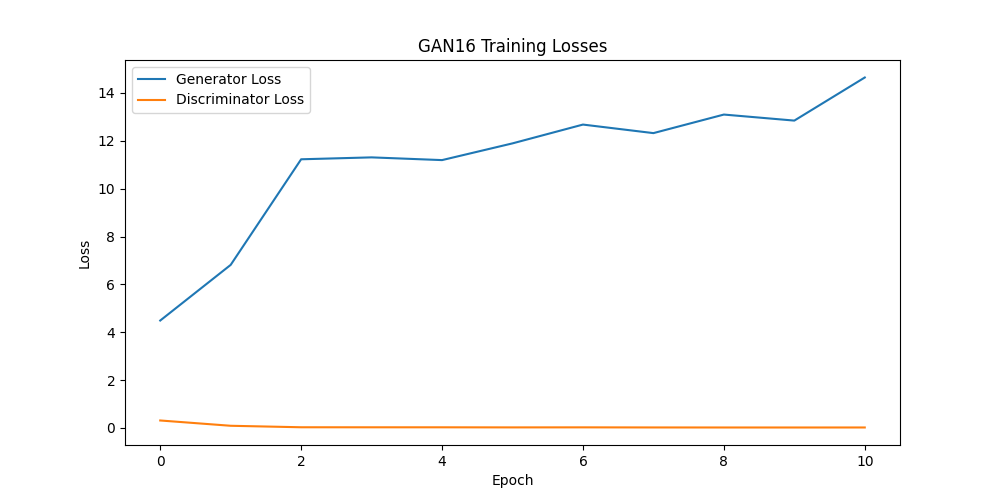 GAN16 Training Losses
Generator Loss
Discriminator Loss
14
12
10
8
6
4
2
0
Loss
0 2 4 6 8 10
Epoch